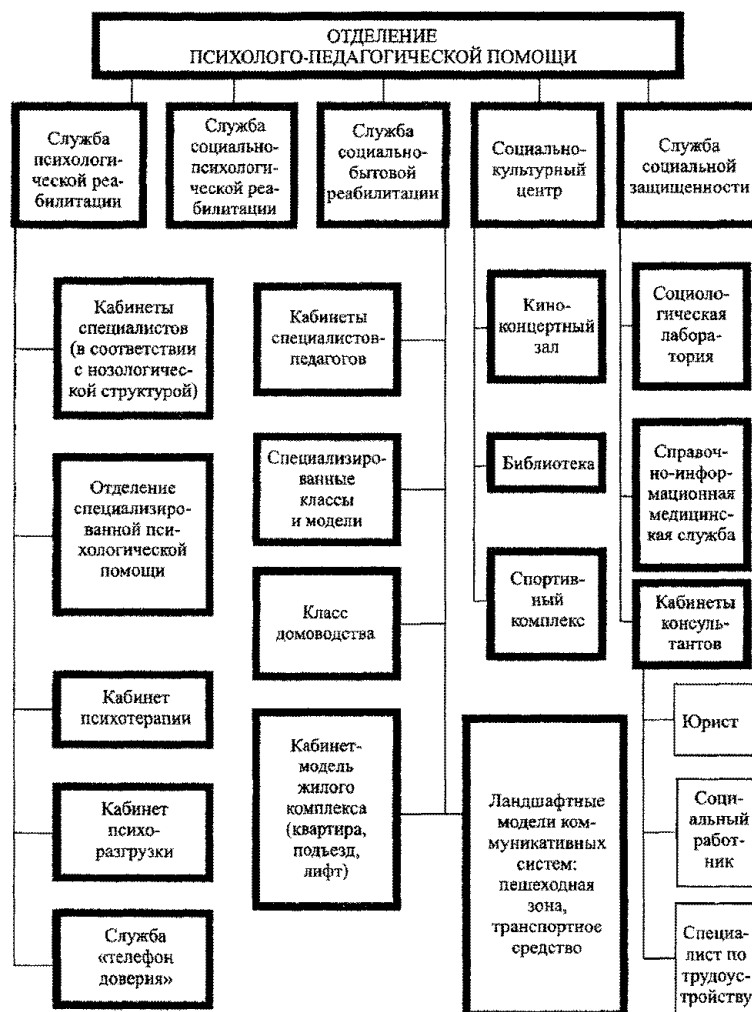 ОТДЕЛЕНИЕ
ПСИХОЛОГО-ПЕДАГОГИЧЕСКОЙ ПОМОЩИ
Служба
психологи-
ческой реа-
билитации
Служба
социально-
психологи-
ческой реа-
билитации
Служба
социально-
бытовой
реабилитации
Социально-
культурный
центр
Служба
социальной
защищенности
Кабинеты
специалистов
(в соответствии
с нозологичес-
кой структурой)
Отделение
специализиро-
ванной пси-
хологической
помощи
Кабинет
психотерапии
Кабинет
психо-
разгрузки
Служба
«телефон
доверия»
Кабинеты
специалистов-
педагогов
Специализиро-
ванные
классы
и модели
Класс
домоводства
Кабинет-
модель
жилого
комплекса
(квартира,
подъезд,
лифт)
Ландшафтные
модели ком-
муникативных
систем:
пешеходная
зона,
транспортное
средство
Кино-
концертный
зал
Библиотека
Спортив-
ный
комплекс
Социоло-
гическая
лабора-
тория
Справоч-
но-инфор-
мационная
медицинс-
кая служба
Кабинеты
консуль-
тантов
Юрист
Соци-
альный
работ-
ник
Специа-
лист по
трудоус-
тройству